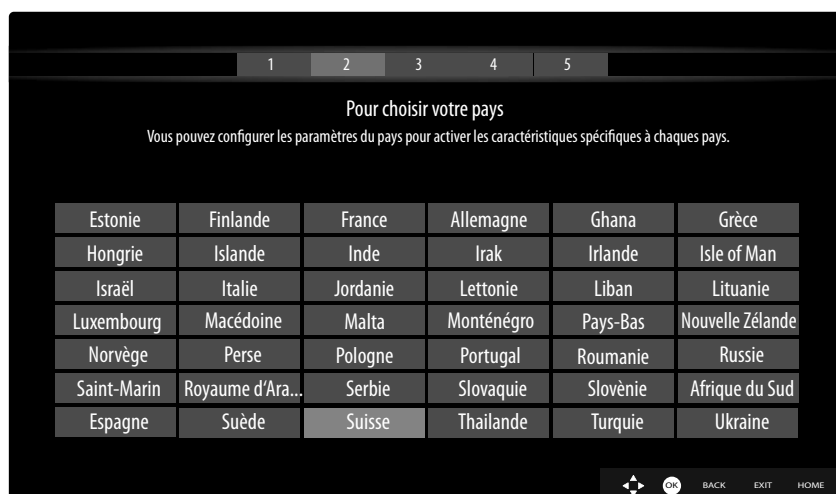 1 2 3 4 5
Pour choisir votre pays
Vous pouvez configurer les paramètres du pays pour activer les caractéristiques spécifiques à chaques pays.
Estonie Finlande France Allemagne Ghana Grèce
Hongrie Islande Inde Irak Irlande Isle of Man
Israël Italie Jordanie Lettonie Liban Lituanie
Luxembourg Macédoine Malta Monténégro Pays-Bas Nouvelle Zélande
Norvège Perse Pologne Portugal Roumanie Russie
Saint-Marin Royaume d‘Ara... Serbie Slovaquie Slovènie Afrique du Sud
Espagne Suède Suisse Thailande Turquie Ukraine
OK BACK EXIT HOME